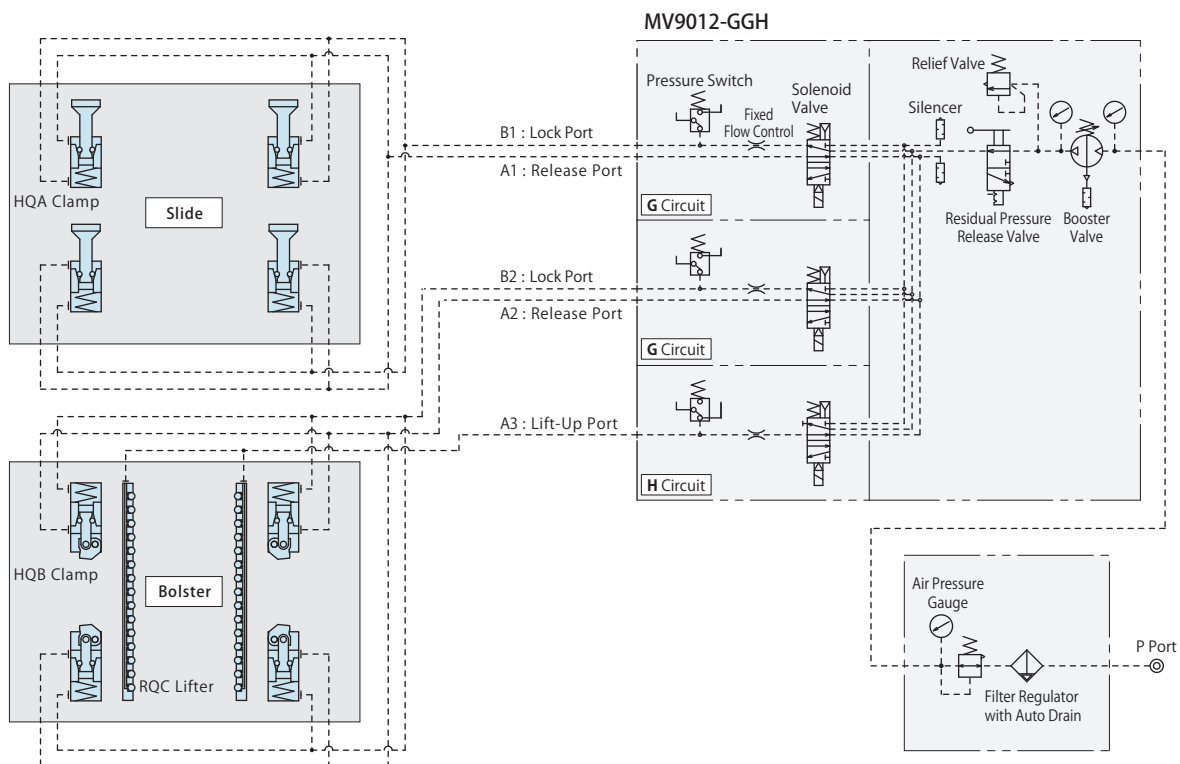 MV9012-GGH
Pressure Switch
Fixed
Flow Control
Solenoid
Valve
Relief Valve
Silencer
B1 : Lock Port
A1 : Release Port
G Circuit
Residual Pressure
Release Valve
Booster
Valve
HQA Clamp
Slide
B2 : Lock Port
A2 : Release Port
G Circuit
A3 : Lift-Up Port
H Circuit
HQB Clamp
Bolster
RQC Lifter
Air Pressure
Gauge
P Port
Filter Regulator
with Auto Drain